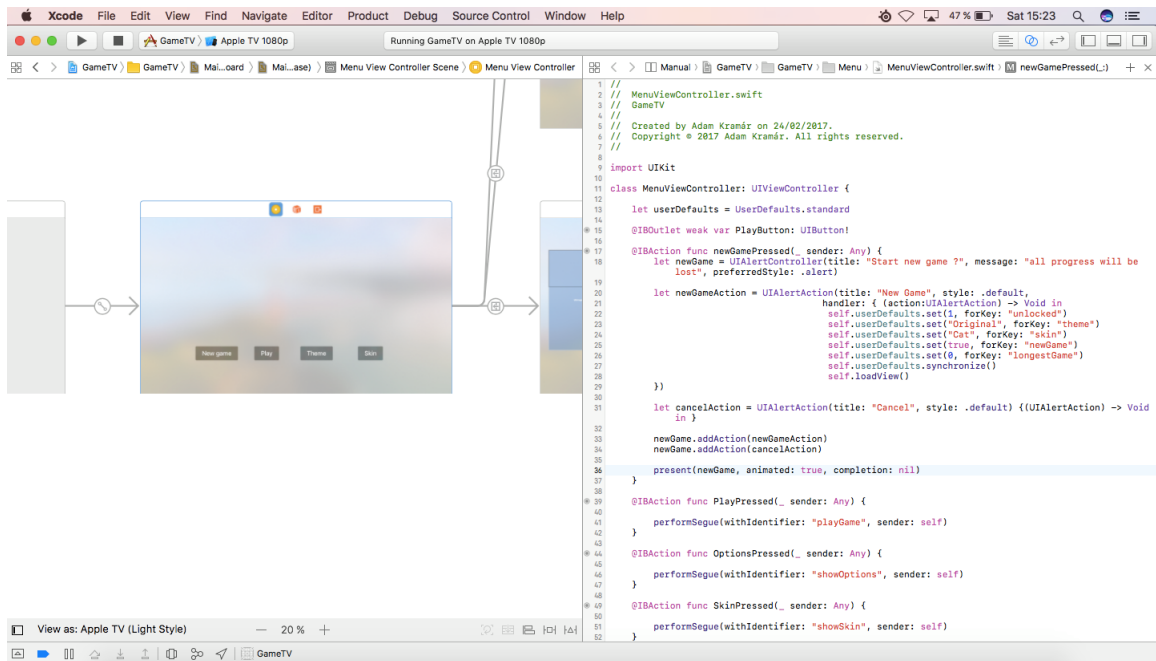 Xcode File Edit View Find Navigate Editor Product Debug Source Control Window Help 47% Sat 15:23
GameTV Apple TV 1080p Running GameTV on Apple TV 1080p
GameTV GameTV Mai...oard Mai...ase) Menu View Controller Scene Menu View Controller
Manual GameTV GameTV Menu MenuViewController.swift M newGamePressed(_:)
New game Play Theme Skin
1 //
2 // MenuViewController.swift
3 // GameTV
4 //
5 // Created by Adam Kramár on 24/02/2017.
6 // Copyright © 2017 Adam Kramár. All rights reserved.
7 //
8
9 import UIKit
10
11 class MenuViewController: UIViewController {
12
13 let userDefaults = UserDefaults.standard
14
15 @IBOutlet weak var PlayButton: UIButton!
16
17 @IBAction func newGamePressed(_ sender: Any) {
18 let newGame = UIAlertController(title: "Start new game ?", message: "all progress will be
lost", preferredStyle: .alert)
19
20 let newGameAction = UIAlertAction(title: "New Game", style: .default,
21 handler: { (action:UIAlertAction) -> Void in
22 self.userDefaults.set(1, forKey: "unlocked")
23 self.userDefaults.set("Original", forKey: "theme")
24 self.userDefaults.set("Cat", forKey: "skin")
25 self.userDefaults.set(true, forKey: "newGame")
26 self.userDefaults.set(0, forKey: "longestGame")
27 self.userDefaults.synchronize()
28 self.loadView()
29 })
30
31 let cancelAction = UIAlertAction(title: "Cancel", style: .default) {(UIAlertAction) -> Void
in }
32
33 newGame.addAction(newGameAction)
34 newGame.addAction(cancelAction)
35
36 present(newGame, animated: true, completion: nil)
37 }
38
39 @IBAction func PlayPressed(_ sender: Any) {
40
41 performSegue(withIdentifier: "playGame", sender: self)
42 }
43
44 @IBAction func OptionsPressed(_ sender: Any) {
45
46 performSegue(withIdentifier: "showOptions", sender: self)
47 }
48
49 @IBAction func SkinPressed(_ sender: Any) {
50
51 performSegue(withIdentifier: "showSkin", sender: self)
52 }
View as: Apple TV (Light Style) — 20% +
GameTV